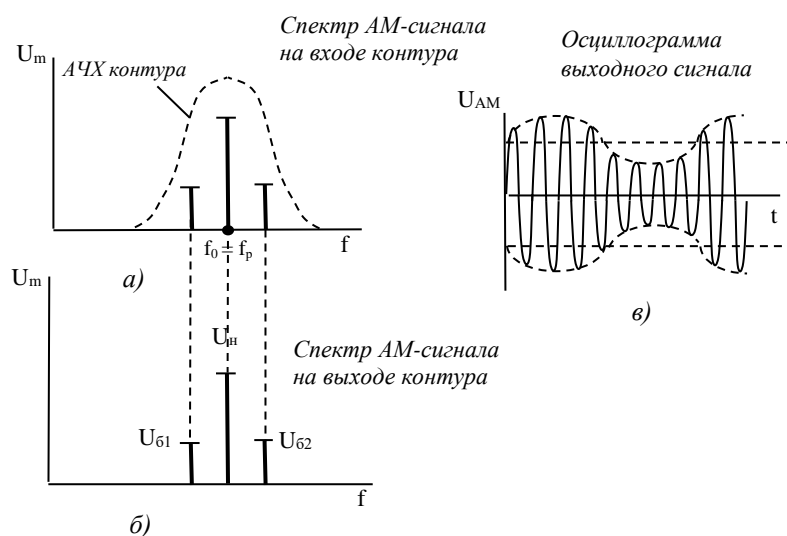 Спектр АМ-сигнала
на входе контура
Осциллограмма
выходного сигнала
Um
АЧХ контура
UАМ
f0 = fр
f
t
а)
в)
Um
Uн
Спектр АМ-сигнала
на выходе контура
Uб1
Uб2
f
б)